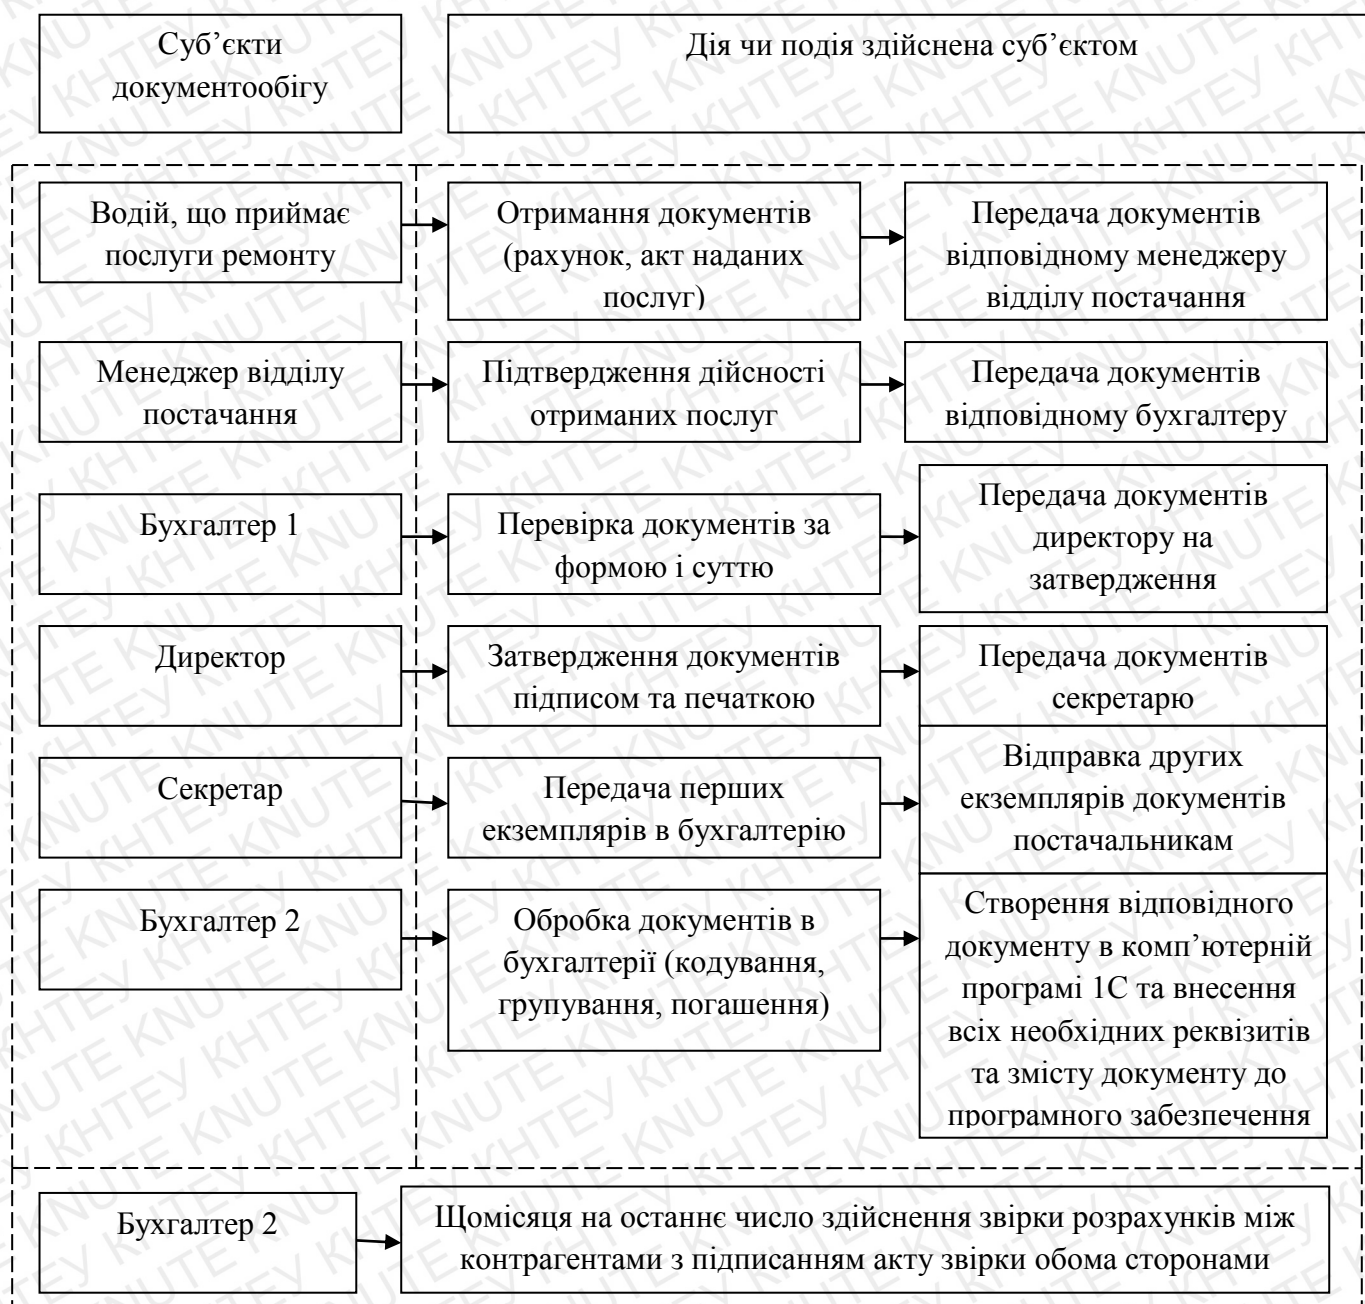 Суб’єкти
документообігу
Дія чи подія здійснена суб’єктом
Водій, що приймає
послуги ремонту
Отримання документів
(рахунок, акт наданих
послуг)
Передача документів
відповідному менеджеру
відділу постачання
Менеджер відділу
постачання
Підтвердження дійсності
отриманих послуг
Передача документів
відповідному бухгалтеру
Бухгалтер 1
Перевірка документів за
формою і суттю
Передача документів
директору на
затвердження
Директор
Затвердження документів
підписом та печаткою
Передача документів
секретарю
Секретар
Передача перших
екземплярів в бухгалтерію
Відправка других
екземплярів документів
постачальникам
Бухгалтер 2
Обробка документів в
бухгалтерії (кодування,
групування, погашення)
Створення відповідного
документу в комп’ютерній
програмі 1С та внесення
всіх необхідних реквізитів
та змісту документу до
програмного забезпечення
Бухгалтер 2
Щомісяця на останнє число здійснення звірки розрахунків між
контрагентами з підписанням акту звірки обома сторонами